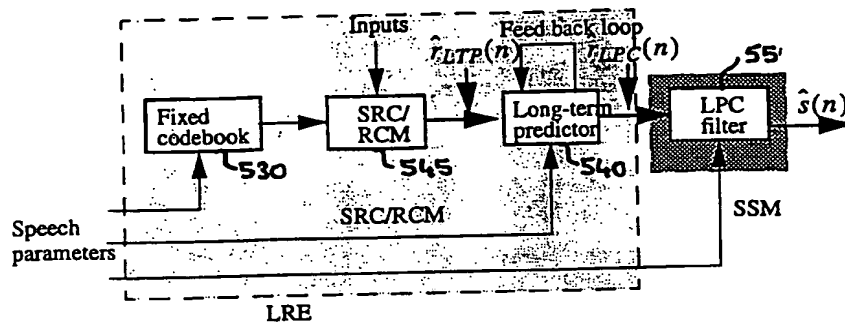 Inputs
Feed back loop
r̂LTP(n)
r̂LPC(n)
55'
Fixed
codebook
SRC/
RCM
Long-term
predictor
LPC
filter
ŝ(n)
530
545
540
SRC/RCM
SSM
Speech
parameters
LRE